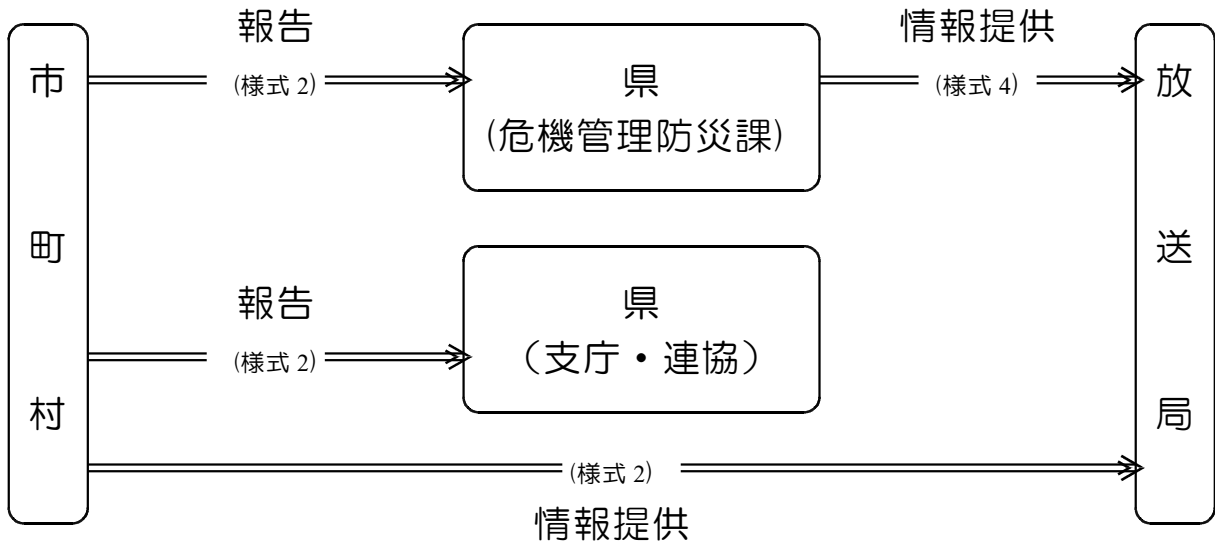 市町村
報告
(様式 2)
県
(危機管理防災課)
情報提供
(様式 4)
報告
(様式 2)
県
（支庁・連協）
(様式 2)
情報提供
放送局